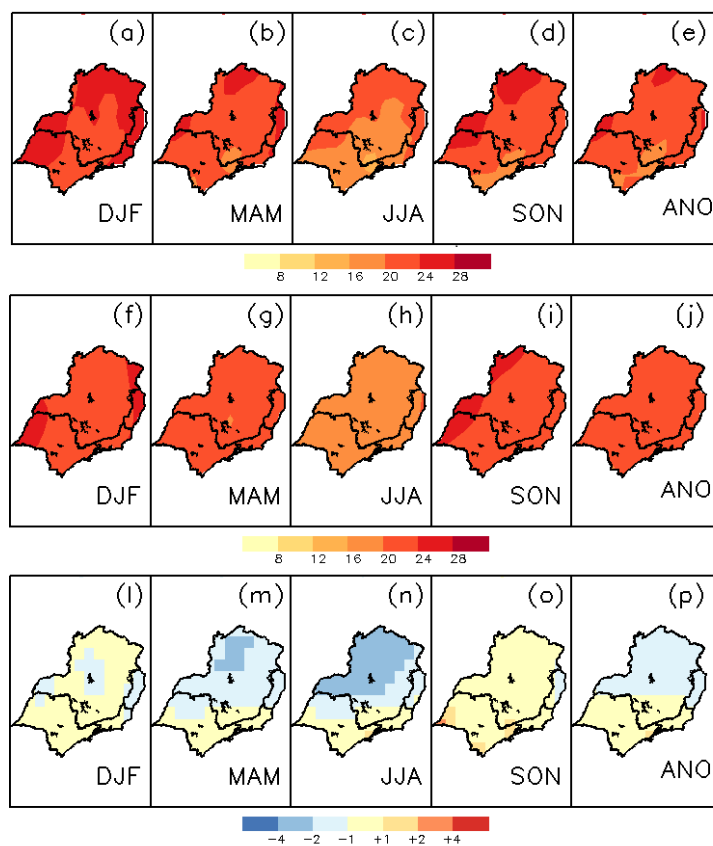 (a) (b) (c) (d) (e)
DJF MAM JJA SON ANO
8 12 16 20 24 28
(f) (g) (h) (i) (j)
DJF MAM JJA SON ANO
8 12 16 20 24 28
(l) (m) (n) (o) (p)
DJF MAM JJA SON ANO
-4 -2 -1 +1 +2 +4